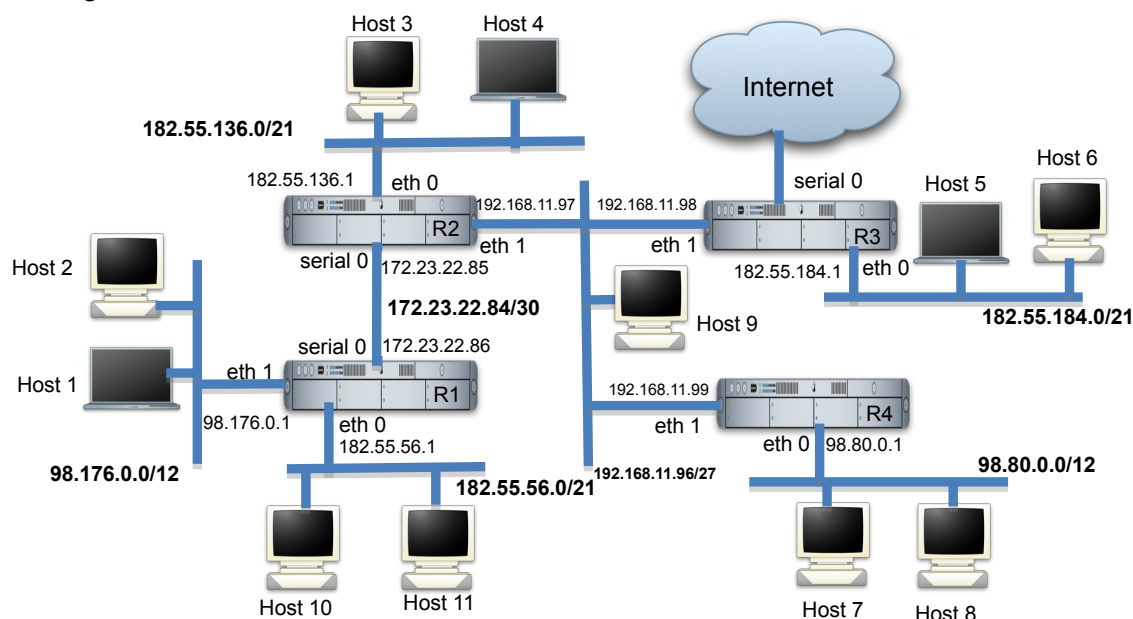 Host 3
Host 4
Internet
182.55.136.0/21
Host 6
182.55.136.1
eth 0
serial 0
Host 5
192.168.11.97
192.168.11.98
R2
R3
eth 1
eth 1
Host 2
serial 0
172.23.22.85
182.55.184.1
eth 0
172.23.22.84/30
Host 9
182.55.184.0/21
serial 0
172.23.22.86
Host 1
eth 1
192.168.11.99
R1
R4
98.176.0.1
eth 0
eth 1
182.55.56.1
eth 0
98.80.0.1
98.176.0.0/12
182.55.56.0/21
192.168.11.96/27
98.80.0.0/12
Host 10
Host 11
Host 7
Host 8